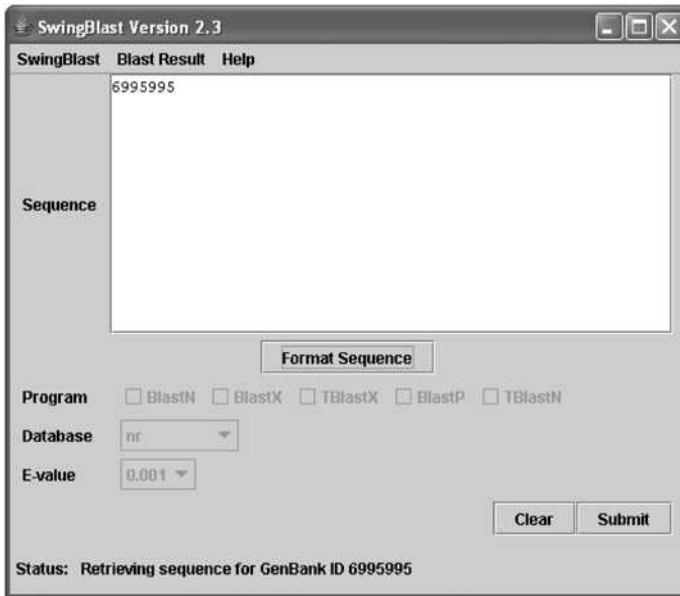 SwingBlast Version 2.3
SwingBlast Blast Result Help
6995995
Sequence
Format Sequence
Program BlastN BlastX TBlastX BlastP TBlastN
Database nr
E-value 0.001
Clear Submit
Status: Retrieving sequence for GenBank ID 6995995